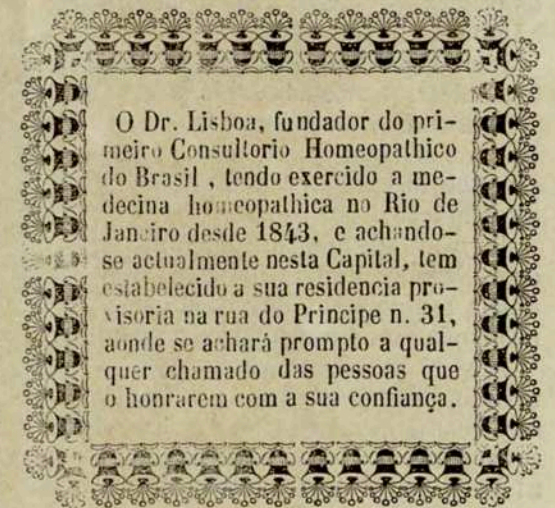 O Dr. Lisboa, fundador do pri-
meiro Consultorio Homeopathico
do Brasil , tendo exercido a me-
decina homeopathica no Rio de
Janeiro desde 1843, e achando-
se actualmente nesta Capital, tem
estabelecido a sua residencia pro-
visoria na rua do Principe n. 31,
aonde se achará prompto a qual-
quer chamado das pessoas que
o honrarem com a sua confiança.